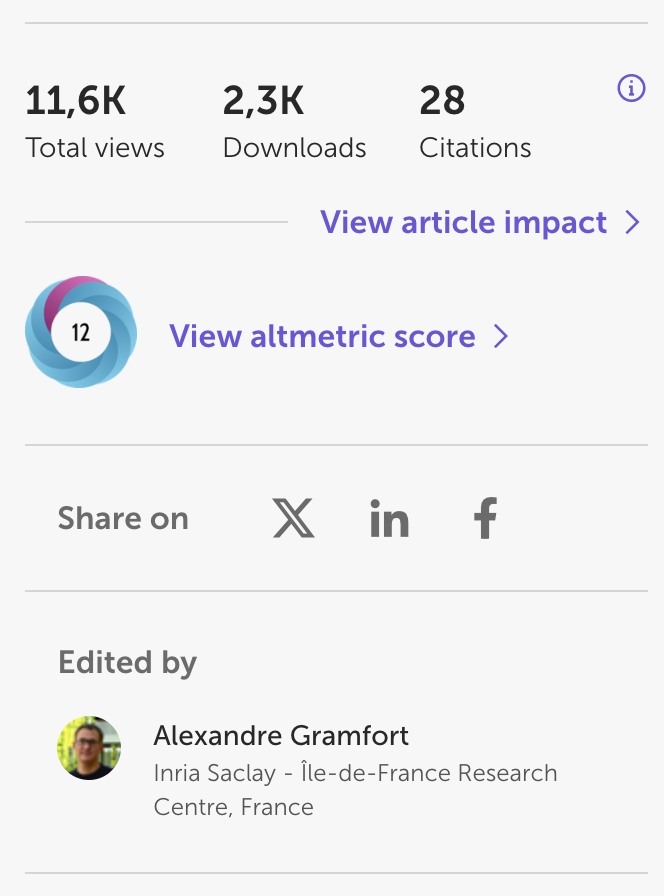 11,6K 2,3K 28
Total views Downloads Citations
View article impact
12 View altmetric score
Share on
Edited by
Alexandre Gramfort
Inria Saclay - Île-de-France Research
Centre, France